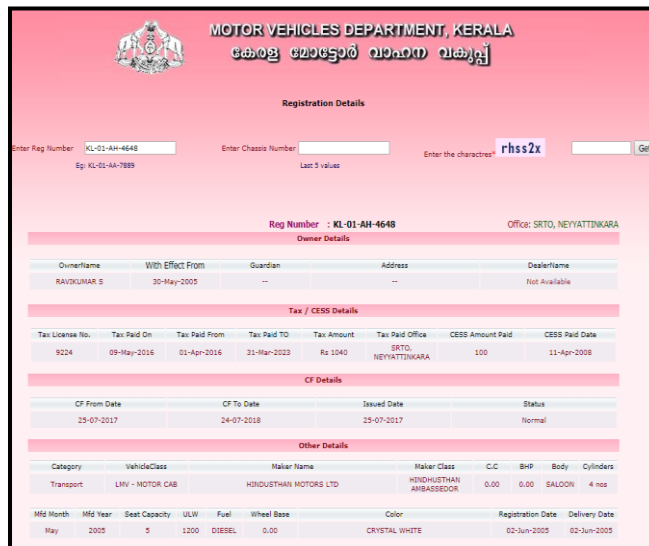 MOTOR VEHICLES DEPARTMENT, KERALA
കേരള മോട്ടോർ വാഹന വകുപ്പ്
Registration Details
Enter Reg Number KL-01-AH-4648 Enter Chassis Number Enter the charactres* rhss2x Get
Eg: KL-01-AA-7889 Last 5 values
Reg Number : KL-01-AH-4648 Office: SRTO, NEYYATTINKARA
Owner Details
OwnerName With Effect From Guardian Address DealerName
RAVIKUMAR S 30-May-2005 -- -- Not Available
Tax / CESS Details
Tax License No. Tax Paid On Tax Paid From Tax Paid TO Tax Amount Tax Paid Office CESS Amount Paid CESS Paid Date
9224 09-May-2016 01-Apr-2016 31-Mar-2023 Rs 1040 SRTO, NEYYATTINKARA 100 11-Apr-2008
CF Details
CF From Date CF To Date Issued Date Status
25-07-2017 24-07-2018 25-07-2017 Normal
Other Details
Category VehicleClass Maker Name Maker Class C.C BHP Body Cylinders
Transport LMV - MOTOR CAB HINDUSTHAN MOTORS LTD HINDHUSTHAN AMBASSEDOR 0.00 0.00 SALOON 4 nos
Mfd Month Mfd Year Seat Capacity ULW Fuel Wheel Base Color Registration Date Delivery Date
May 2005 5 1200 DIESEL 0.00 CRYSTAL WHITE 02-Jun-2005 02-Jun-2005